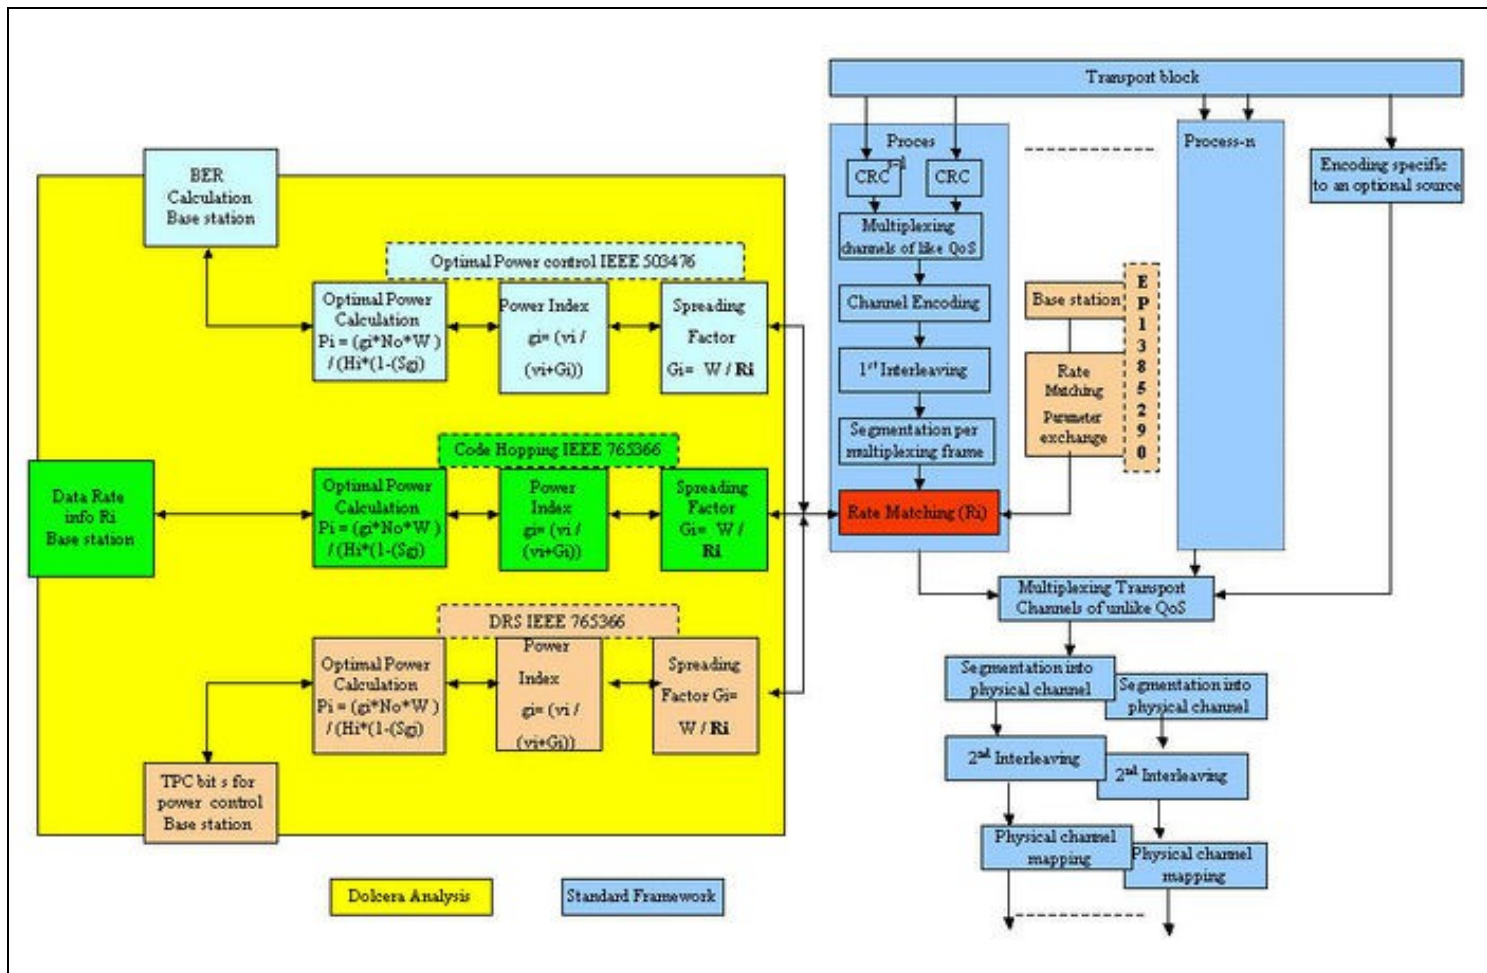 Transport block
Proces
s-1
CRC
CRC
Multiplexing
channels of like QoS
Channel Encoding
1st Interleaving
Segmentation per
multiplexing frame
Rate Matching (Ri)
Base station
Rate
Matching
Parameter
exchange
E
P
1
3
8
5
2
9
0
Process-n
Encoding specific
to an optional source
BER
Calculation
Base station
Optimal Power control IEEE 503476
Optimal Power
Calculation
Pi = (gi*No*W )
/ (Hi*(1-(Sgj)
Power Index
gi= (vi /
(vi+Gi))
Spreading
Factor
Gi= W / Ri
Data Rate
info Ri
Base station
Code Hopping IEEE 765366
Optimal Power
Calculation
Pi = (gi*No*W )
/ (Hi*(1-(Sgj)
Power
Index
gi= (vi /
(vi+Gi))
Spreading
Factor
Gi= W /
Ri
DRS IEEE 765366
Optimal Power
Calculation
Pi = (gi*No*W )
/ (Hi*(1-(Sgj)
Power
Index
gi= (vi /
(vi+Gi))
Spreading
Factor Gi=
W / Ri
TPC bit s for
power control
Base station
Multiplexing Transport
Channels of unlike QoS
Segmentation into
physical channel
Segmentation into
physical channel
2nd Interleaving
2nd Interleaving
Physical channel
mapping
Physical channel
mapping
Dolcera Analysis
Standard Framework